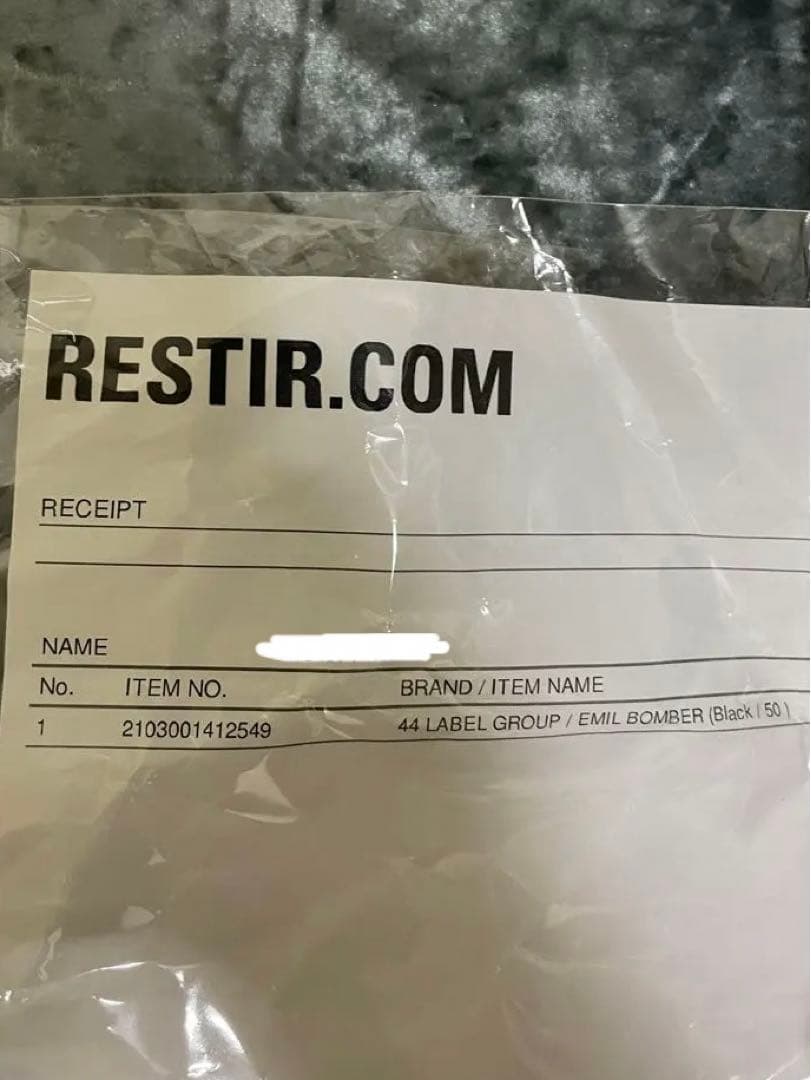 RESTIR.COM
RECEIPT
NAME
No. ITEM NO. BRAND / ITEM NAME
1 2103001412549 44 LABEL GROUP / EMIL BOMBER (Black / 50 )